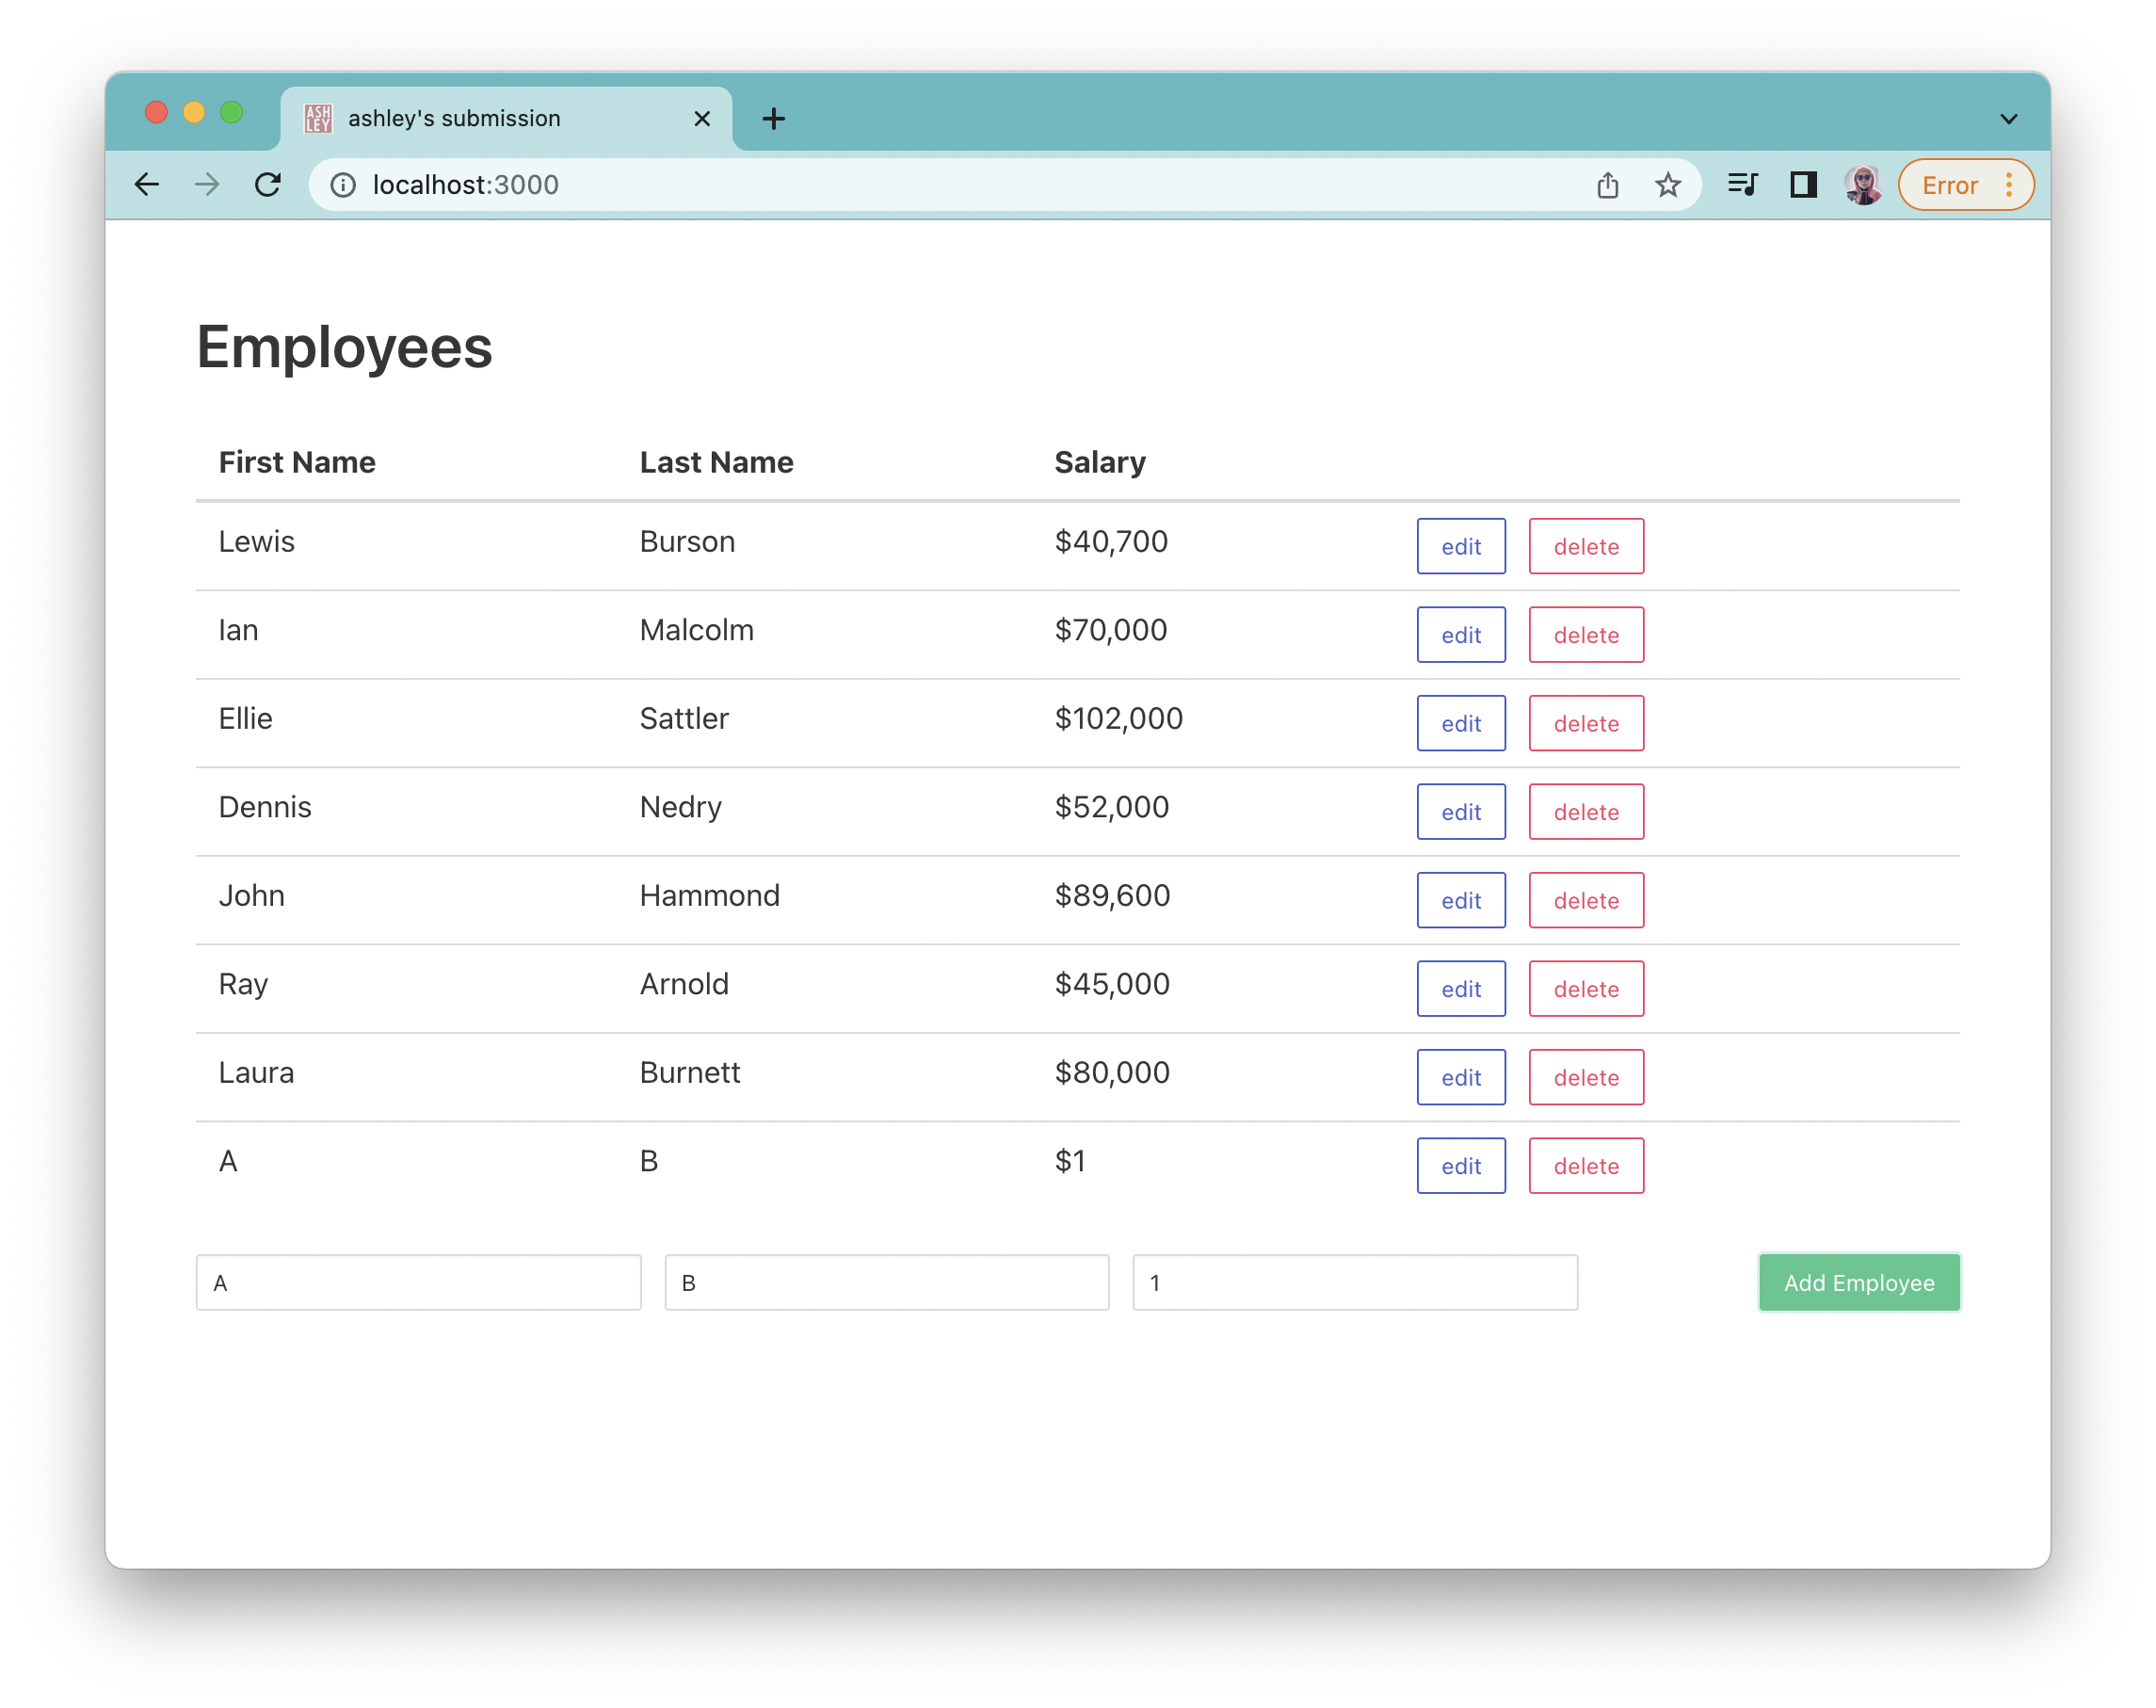 ASH
LEY
ashley's submission
localhost:3000
Error
Employees
First Name Last Name Salary
Lewis Burson $40,700 edit delete
Ian Malcolm $70,000 edit delete
Ellie Sattler $102,000 edit delete
Dennis Nedry $52,000 edit delete
John Hammond $89,600 edit delete
Ray Arnold $45,000 edit delete
Laura Burnett $80,000 edit delete
A B $1 edit delete
A B 1 Add Employee